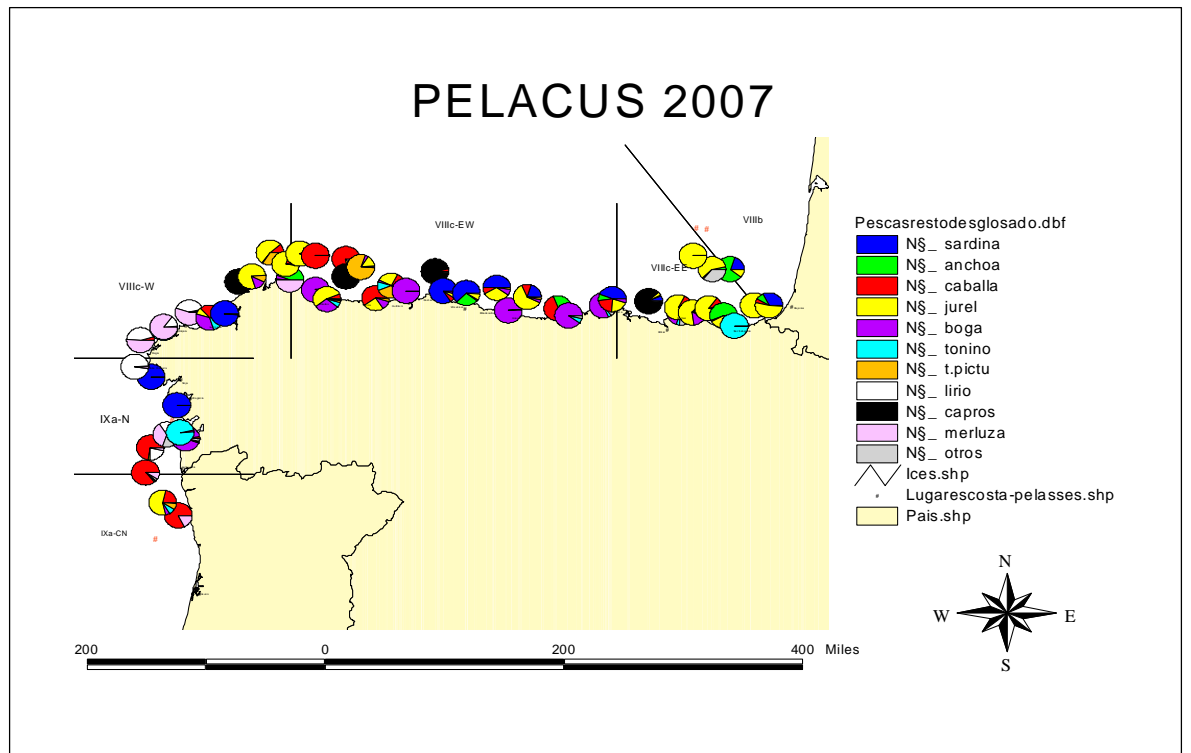 PELACUS 2007
VIIIc-EW
VIIIb
VIIIc-EE
VIIIc-W
IXa-N
IXa-CN
Pescasrestodesglosado.dbf
N§_ sardina
N§_ anchoa
N§_ caballa
N§_ jurel
N§_ boga
N§_ tonino
N§_ t.pictu
N§_ lirio
N§_ capros
N§_ merluza
N§_ otros
Ices.shp
# Lugarescosta-pelasses.shp
Pais.shp
N
W E
S
200 0 200 400 Miles